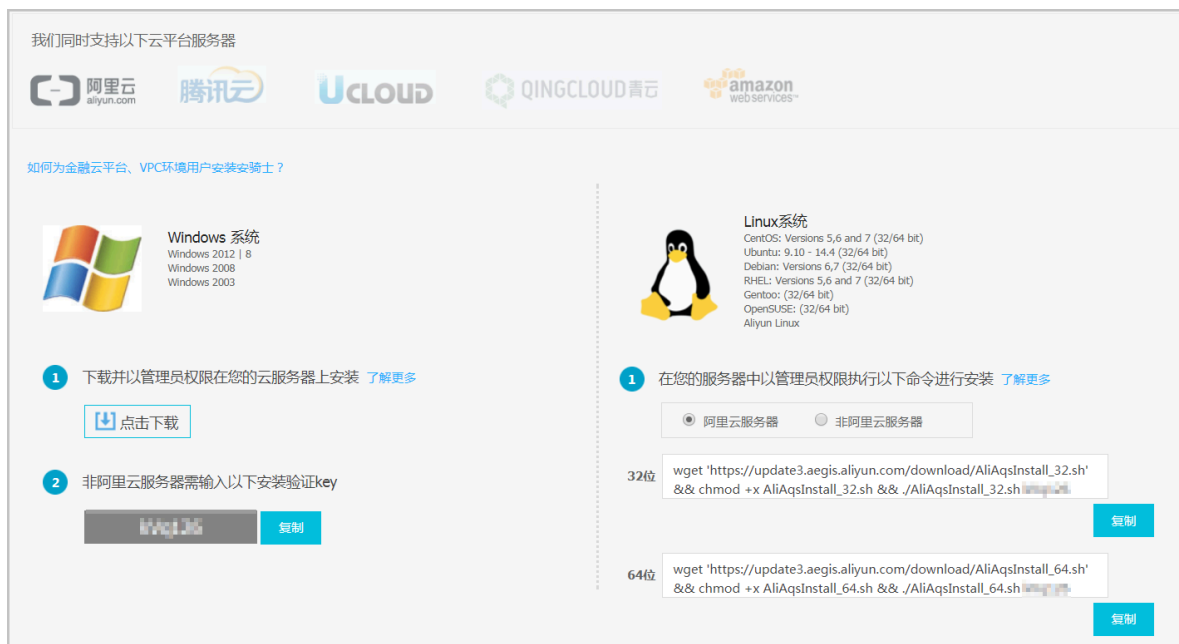 我们同时支持以下云平台服务器
阿里云
aliyun.com
腾讯云
UCLOUD
QINGCLOUD青云
amazon
webservices™
如何为金融云平台、VPC环境用户安装安骑士？
Windows 系统
Windows 2012 | 8
Windows 2008
Windows 2003
1 下载并以管理员权限在您的云服务器上安装 了解更多
点击下载
2 非阿里云服务器需输入以下安装验证key
复制
Linux系统
CentOS: Versions 5,6 and 7 (32/64 bit)
Ubuntu: 9.10 - 14.4 (32/64 bit)
Debian: Versions 6,7 (32/64 bit)
RHEL: Versions 5,6 and 7 (32/64 bit)
Gentoo: (32/64 bit)
OpenSUSE: (32/64 bit)
Aliyun Linux
1 在您的服务器中以管理员权限执行以下命令进行安装 了解更多
阿里云服务器 非阿里云服务器
32位
wget 'https://update3.aegis.aliyun.com/download/AliAqsInstall_32.sh'
&& chmod +x AliAqsInstall_32.sh && ./AliAqsInstall_32.sh
复制
64位
wget 'https://update3.aegis.aliyun.com/download/AliAqsInstall_64.sh'
&& chmod +x AliAqsInstall_64.sh && ./AliAqsInstall_64.sh
复制